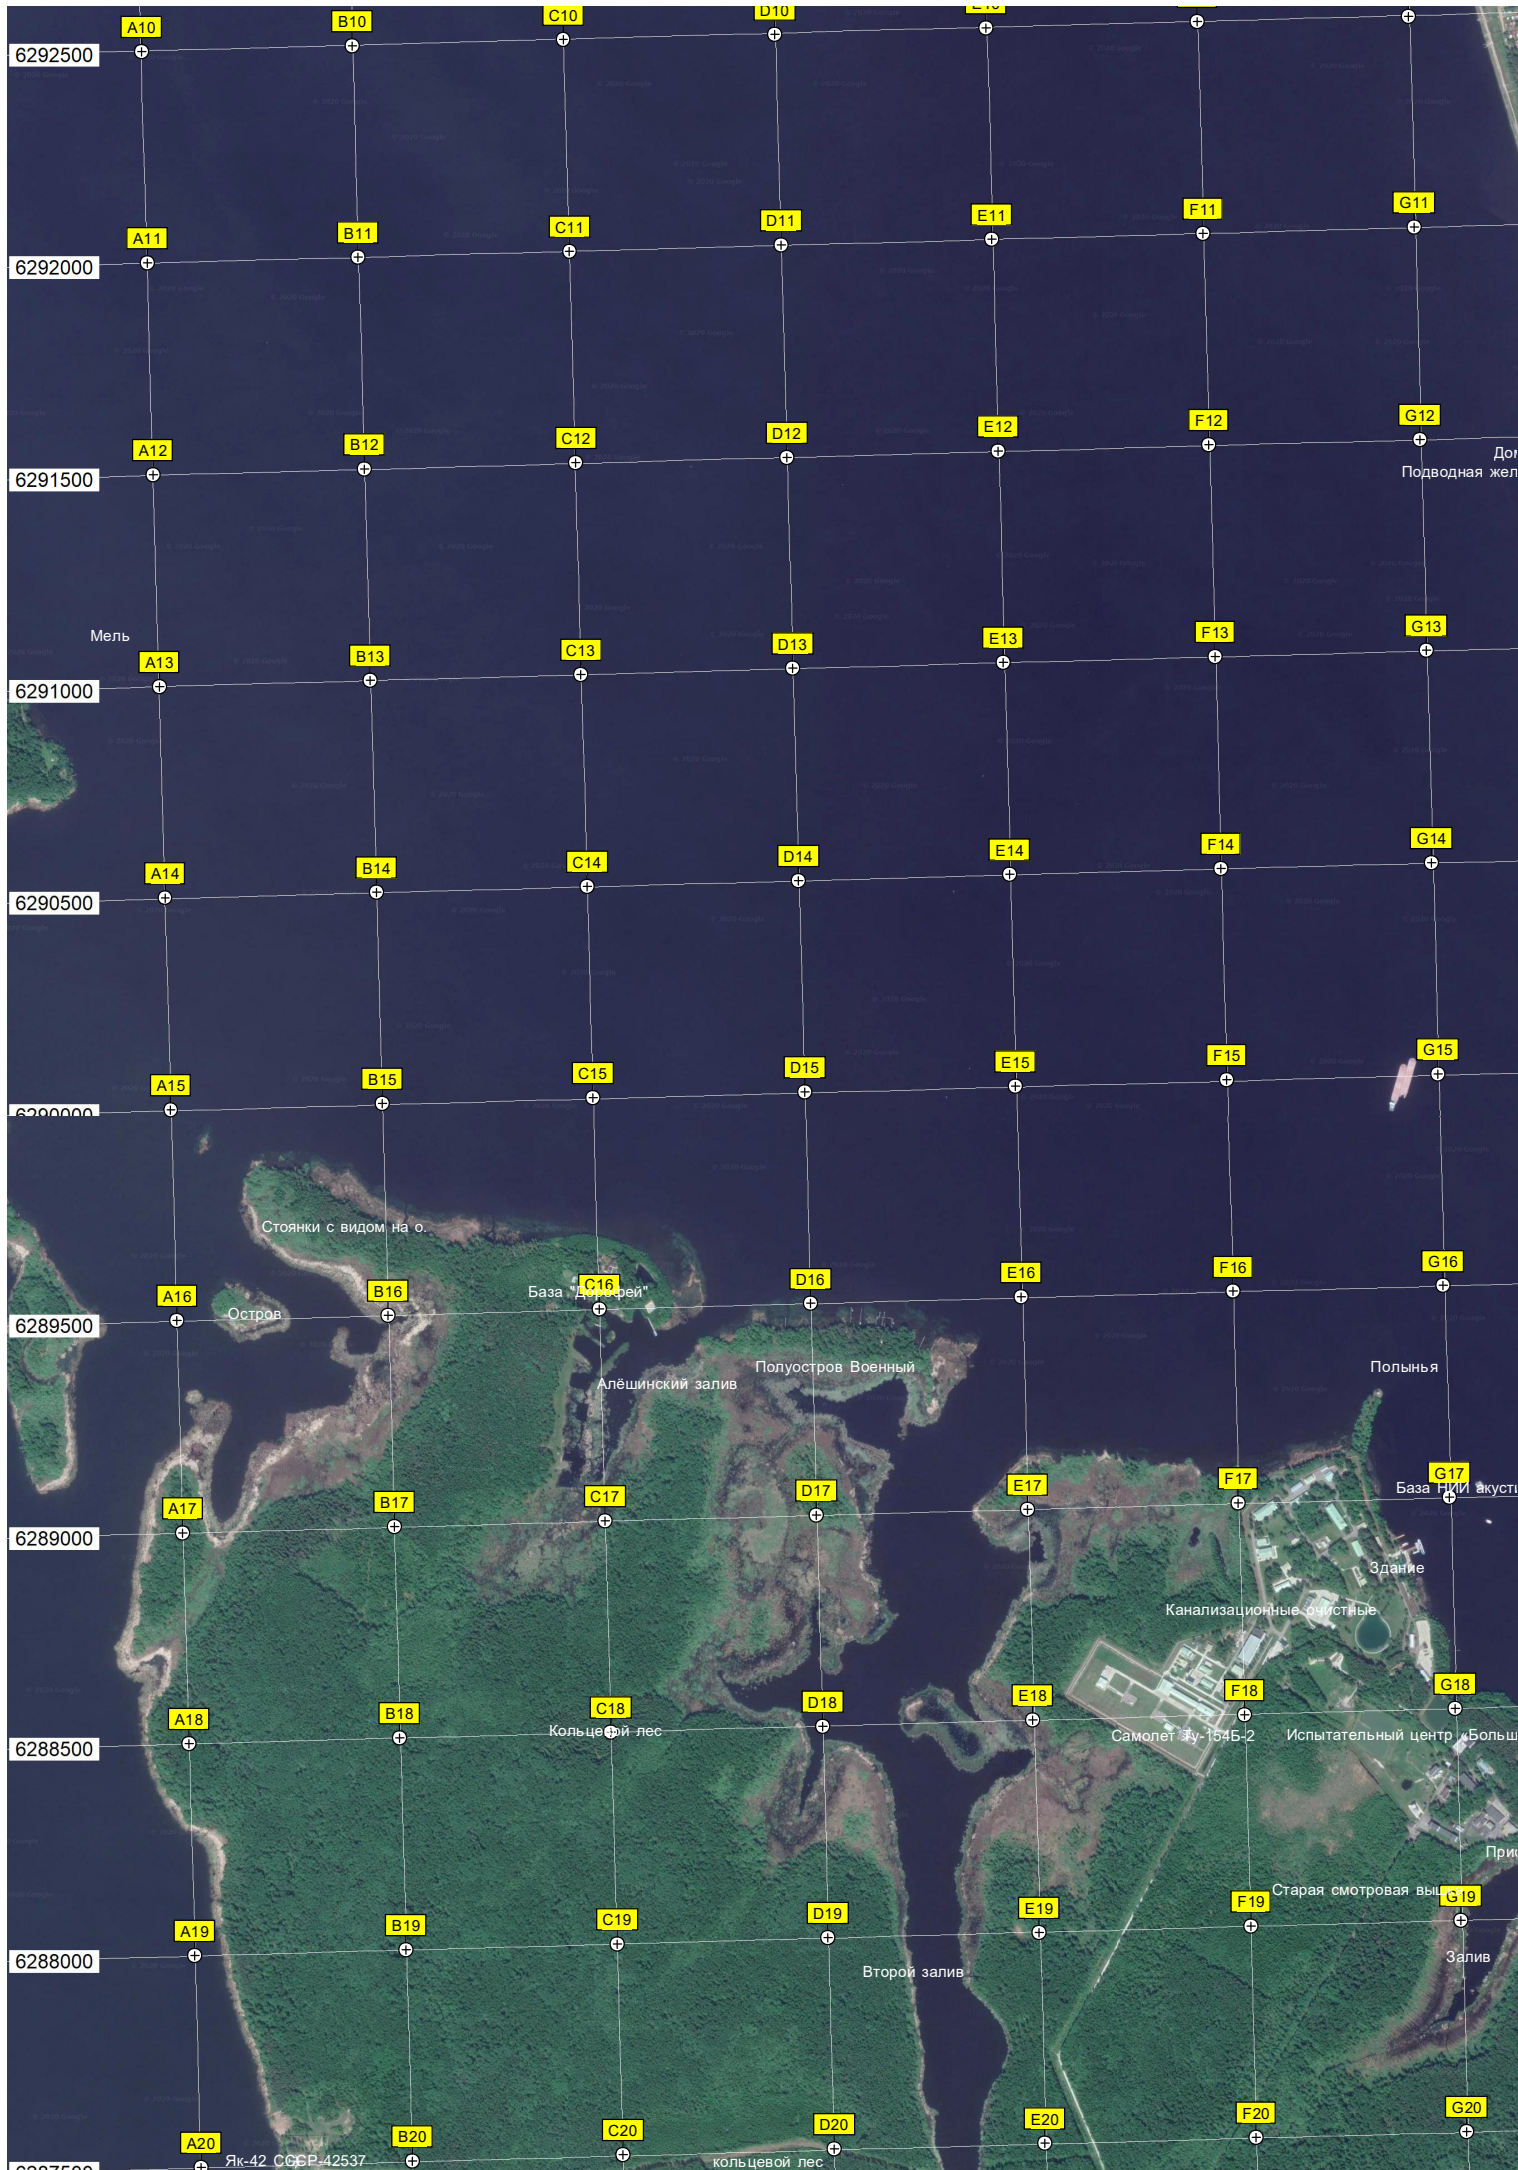 A10 B10 C10 D10
6292500
A11 B11 C11 D11 E11 F11 G11
6292000
A12 B12 C12 D12 E12 F12 G12
Подводная
6291500
Мель
A13 B13 C13 D13 E13 F13 G13
6291000
A14 B14 C14 D14 E14 F14 G14
6290500
A15 B15 C15 D15 E15 F15 G15
6290000
Стоянки с видом на о.
A16 B16 C16 D16 E16 F16 G16
База "Дорофей"
Остров
6289500
Полуостров Военный
Полынья
Алёшинский залив
A17 B17 C17 D17 E17 F17 G17
База НИИ
6289000
Здание
Канализационные очистные
A18 B18 C18 D18 E18 F18 G18
Кольцевой лес
Самолет Ту-154Б-2
Испытательный центр
6288500
Старая смотровая
A19 B19 C19 D19 E19 F19 G19
6288000
Залив
Второй залив
A20 B20 C20 D20 E20 F20 G20
Як-42 СССР-42537
кольцевой лес
6287500